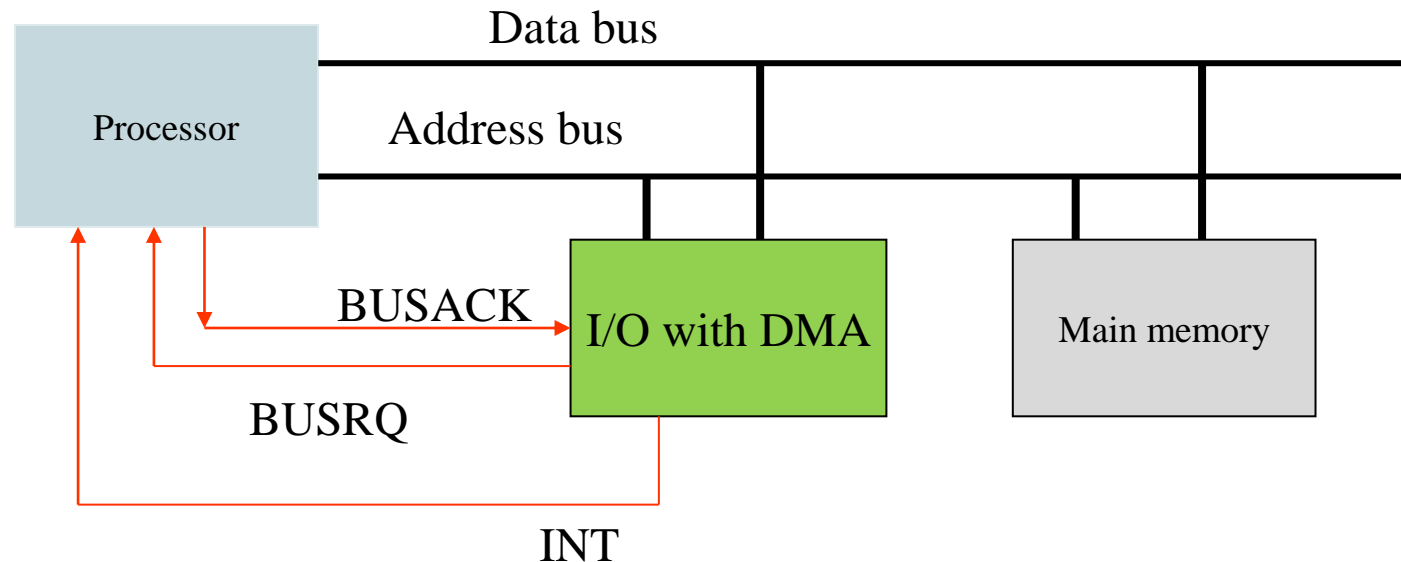 Data bus
Processor
Address bus
BUSACK
I/O with DMA
Main memory
BUSRQ
INT